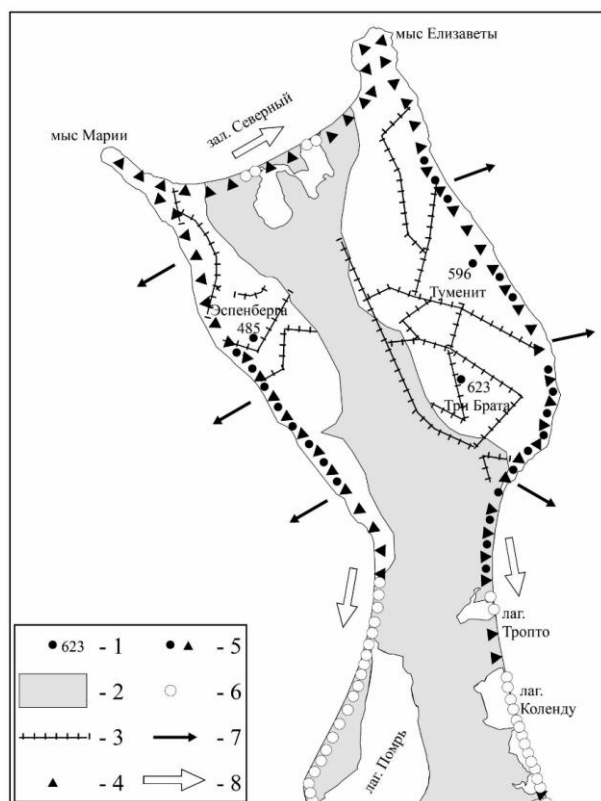 мыс Елизаветы
зал. Северный
мыс Марии
596
Туменит
Эспенберга
485
623
Три Брата
лаг.
Тропто
лаг.
Коленду
лаг. Помрь
623 - 1
- 5
- 2
- 6
- 3
- 7
- 4
- 8